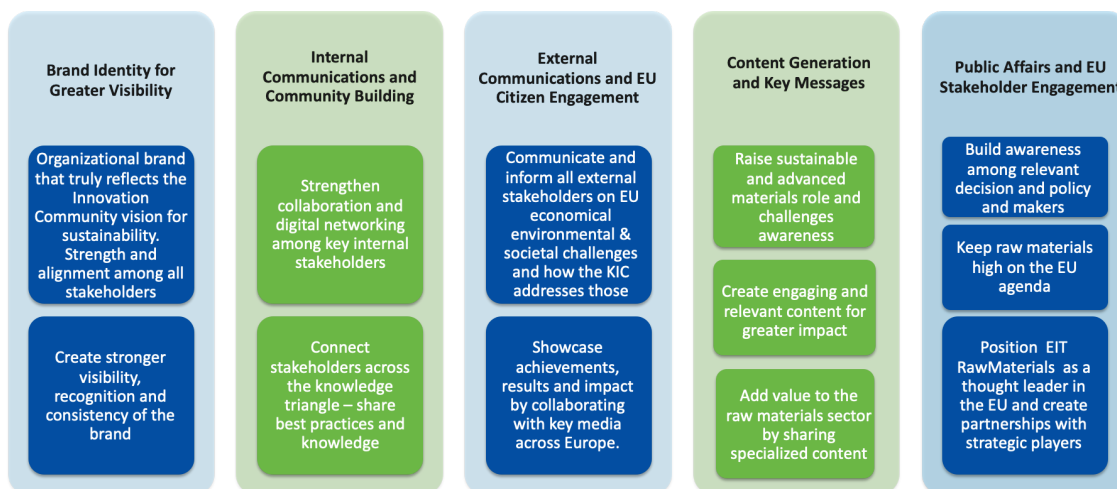 Brand Identity for
Greater Visibility
Organizational brand
that truly reflects the
Innovation
Community vision for
sustainability.
Strength and
alignment among all
stakeholders
Create stronger
visibility,
recognition and
consistency of the
brand
Internal
Communications and
Community Building
Strengthen
collaboration and
digital networking
among key internal
stakeholders
Connect
stakeholders across
the knowledge
triangle – share
best practices and
knowledge
External
Communications and EU
Citizen Engagement
Communicate and
inform all external
stakeholders on EU
economical
environmental &
societal challenges
and how the KIC
addresses those
Showcase
achievements,
results and impact
by collaborating
with key media
across Europe.
Content Generation
and Key Messages
Raise sustainable
and advanced
materials role and
challenges
awareness
Create engaging and
relevant content for
greater impact
Add value to the
raw materials sector
by sharing
specialized content
Public Affairs and EU
Stakeholder Engagement
Build awareness
among relevant
decision and policy
and makers
Keep raw materials
high on the EU
agenda
Position EIT
RawMaterials as a
thought leader in
the EU and create
partnerships with
strategic players